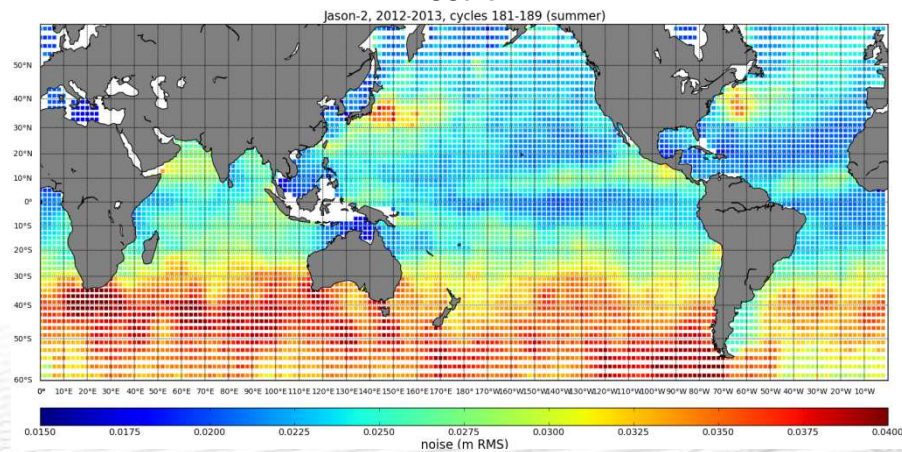 Jason-2, 2012-2013, cycles 181-189 (summer)
50°N
40°N
30°N
20°N
10°N
0°
10°S
20°S
30°S
40°S
50°S
60°S
0° 10°E 20°E 30°E 40°E 50°E 60°E 70°E 80°E 90°E 100°E 110°E 120°E 130°E 140°E 150°E 160°E 170°E 180° 170°W 160°W 150°W 140°W 130°W 120°W 110°W 100°W 90°W 80°W 70°W 60°W 50°W 40°W 30°W 20°W 10°W
0.0150 0.0175 0.0200 0.0225 0.0250 0.0275 0.0300 0.0325 0.0350 0.0375 0.0400
noise (m RMS)